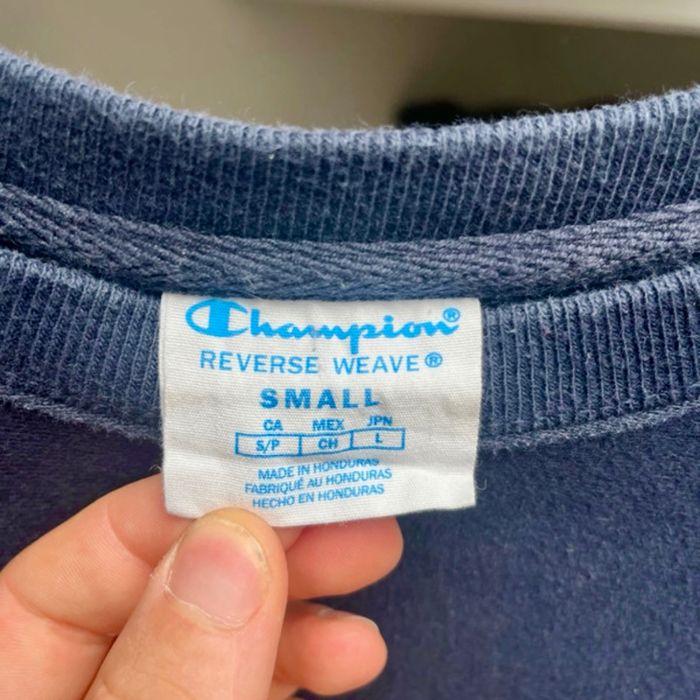 Champion®
REVERSE WEAVE®
SMALL
CA MEX JPN
S/P CH L
MADE IN HONDURAS
FABRIQUÉ AU HONDURAS
HECHO EN HONDURAS